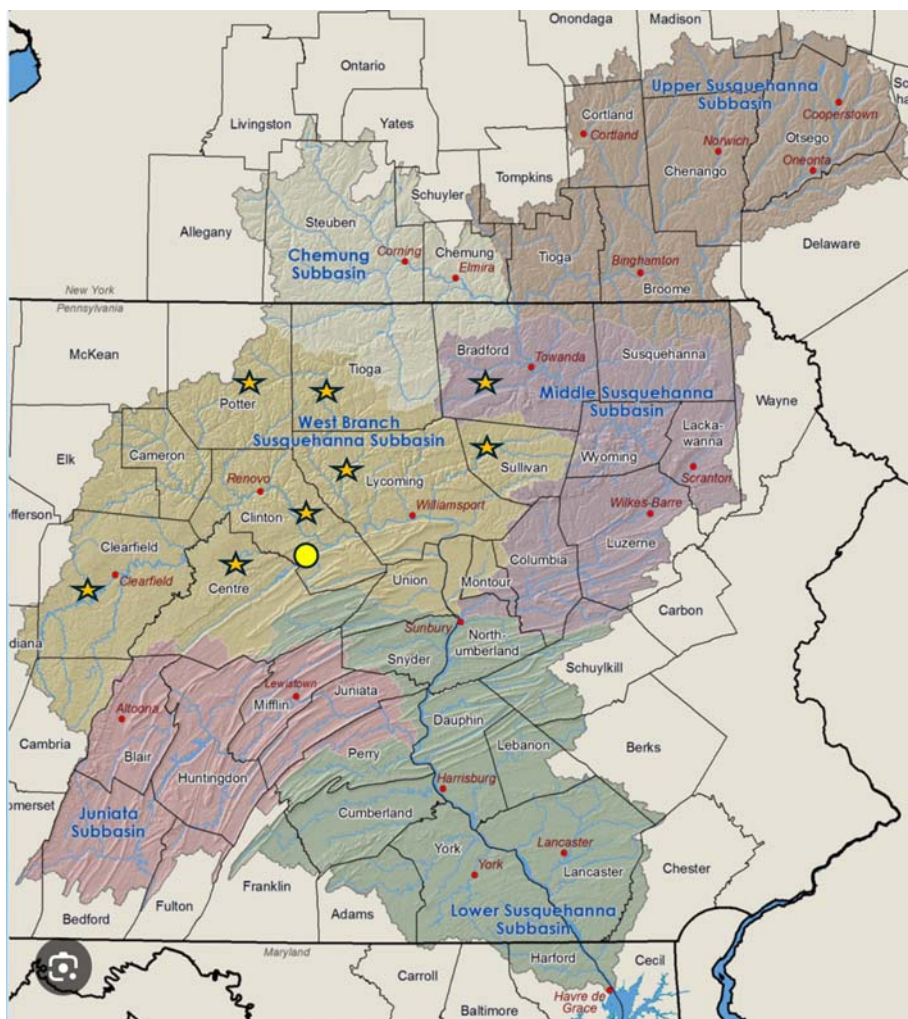 Onondaga
Madison
Ontario
Upper Susquehanna
Subbasin
Cortland
Cortland
Cooperstown
Livingston
Yates
Norwich
Otsego
Schuyler
Tompkins
Chenango
Oneonta
Steuben
Allegany
Chemung
Subbasin
Corning
Chemung
Elmira
Tioga
Binghamton
Broome
Delaware
New York
Pennsylvania
McKean
Tioga
Bradford
Towanda
Susquehanna
Potter
Middle Susquehanna
Subbasin
Wayne
West Branch
Susquehanna Subbasin
Lacka-
wanna
Elk
Cameron
Renovo
Lycoming
Sullivan
Wyoming
Scranton
efferson
Clinton
Williamsport
Wilkes-Barre
Clearfield
Clearfield
Centre
Union
Montour
Columbia
Luzerne
Carbon
ndiana
Sunbury
North-
umberland
Snyder
Schuylkill
Lewistown
Juniata
Mifflin
Altoona
Dauphin
Cambria
Blair
Perry
Lebanon
Berks
Huntingdon
Harrisburg
omerset
Juniata
Subbasin
Cumberland
York
Lancaster
York
Lancaster
Chester
Franklin
Bedford
Fulton
Adams
Lower Susquehanna
Subbasin
Maryland
Harford
Cecil
Carroll
Havre de
Grace
Baltimore